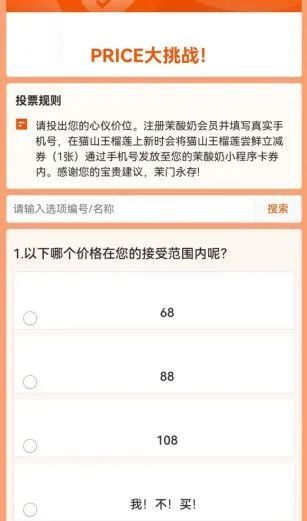 PRICE大挑战！
投票规则
请投出您的心仪价位。注册茉酸奶会员并填写真实手
机号，在猫山王榴莲上新时会将猫山王榴莲尝鲜立减
券（1张）通过手机号发放至您的茉酸奶小程序卡券
内。感谢您的宝贵建议，茉门永存!
请输入选项编号/名称
搜索
1.以下哪个价格在您的接受范围内呢?
68
88
108
我！不！买！